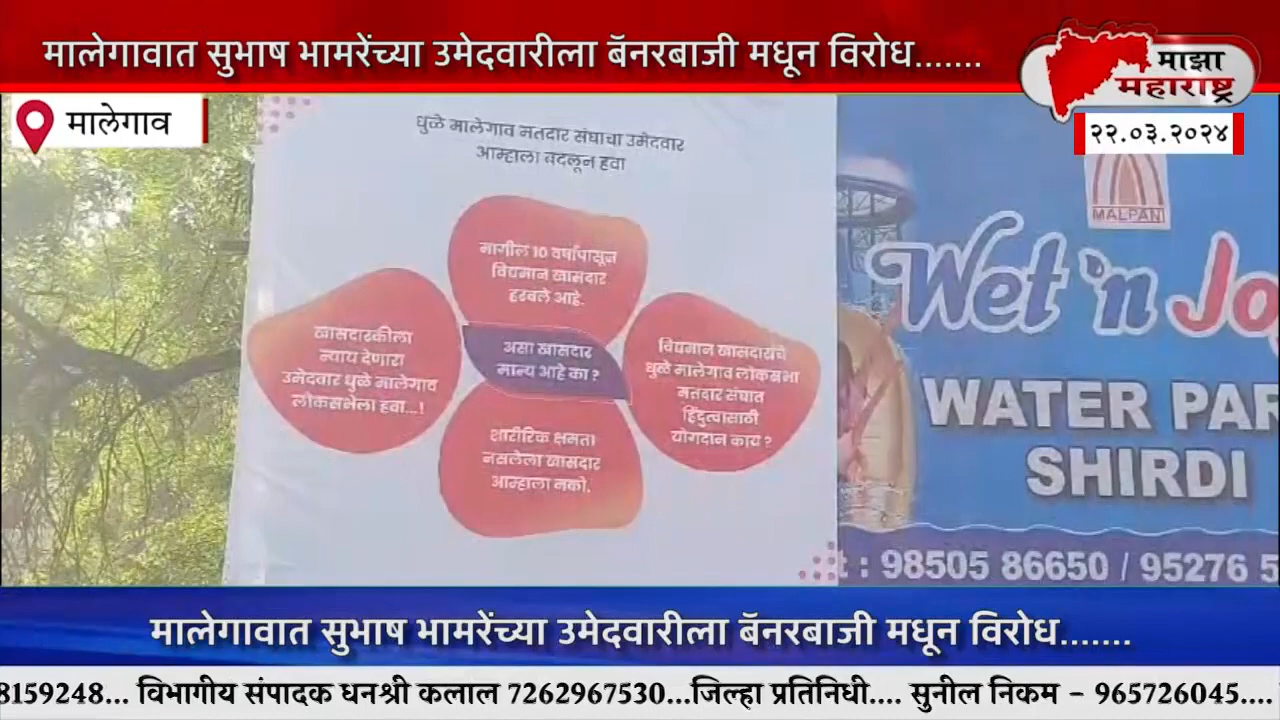 मालेगावात सुभाष भामरेंच्या उमेदवारीला बॅनरबाजी मधून विरोध.......
माझा
महाराष्ट्र
मालेगाव
२२.०३.२०२४
धुळे मालेगाव मतदार संघाचा उमेदवार
आम्हाला बदलून हवा
मागील 10 वर्षांपासून
विद्यमान खासदार
हरवले आहे.
खासदारकीला
न्याय देणारा
उमेदवार धुळे मालेगाव
लोकसभेला हवा...!
असा खासदार
मान्य आहे का ?
विद्यमान खासदारांचे
धुळे मालेगाव लोकसभा
मतदार संघात
हिंदुत्वासाठी
योगदान काय ?
शारीरिक क्षमता
नसलेला खासदार
आम्हाला नको.
MALPANI
Wet 'n Jo
WATER PAR
SHIRDI
t : 98505 86650 / 95276 5
मालेगावात सुभाष भामरेंच्या उमेदवारीला बॅनरबाजी मधून विरोध.......
8159248... विभागीय संपादक धनश्री कलाल 7262967530...जिल्हा प्रतिनिधी.... सुनील निकम – 965726045....